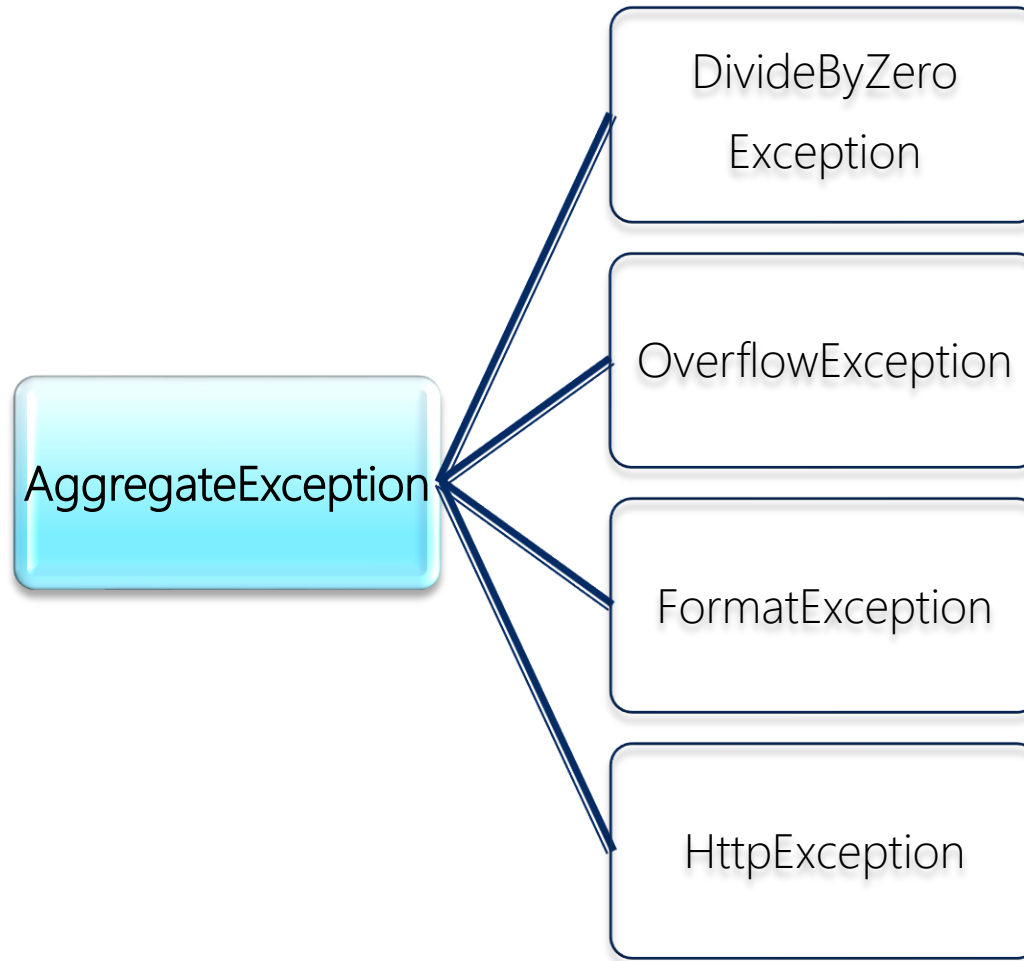 DivideByZero
Exception
OverflowException
AggregateException
FormatException
HttpException